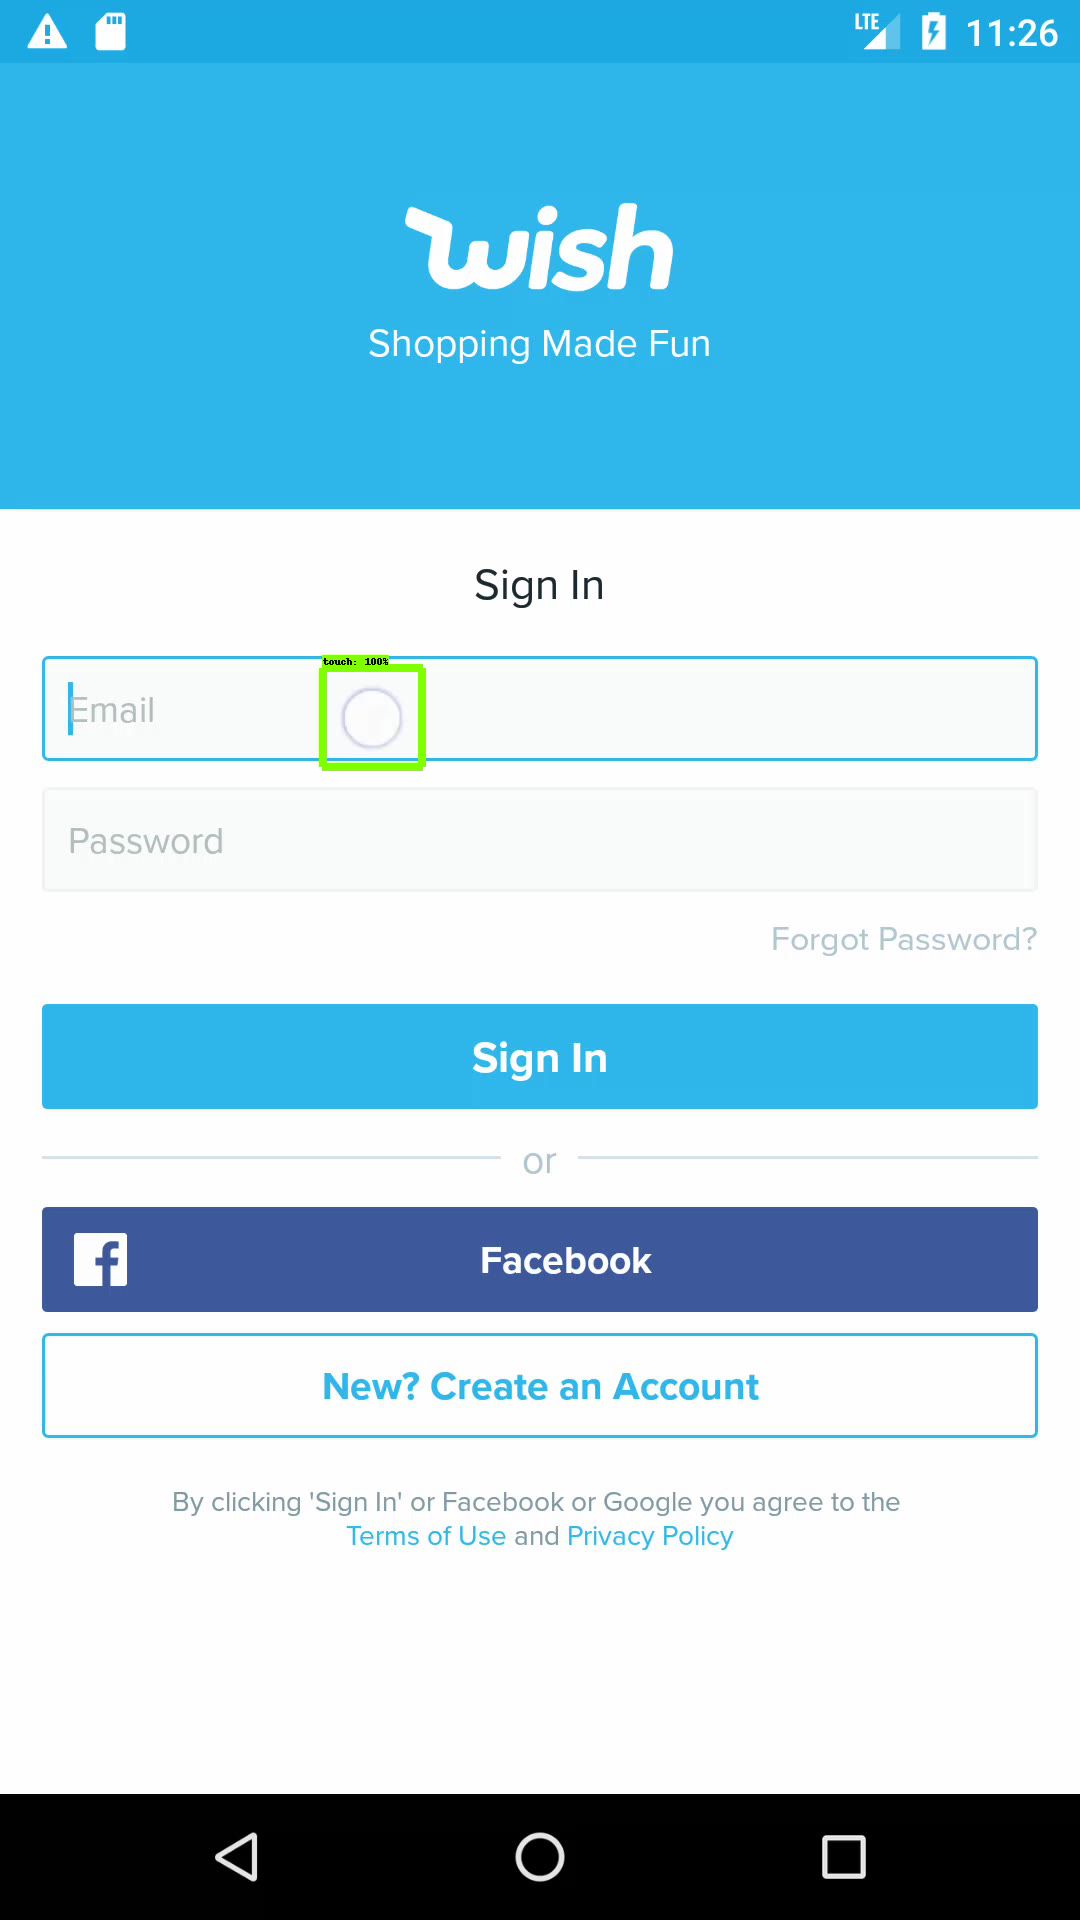 LTE 11:26
wish
Shopping Made Fun
Sign In
touch: 100%
Email
Password
Forgot Password?
Sign In
or
Facebook
New? Create an Account
By clicking 'Sign In' or Facebook or Google you agree to the
Terms of Use and Privacy Policy